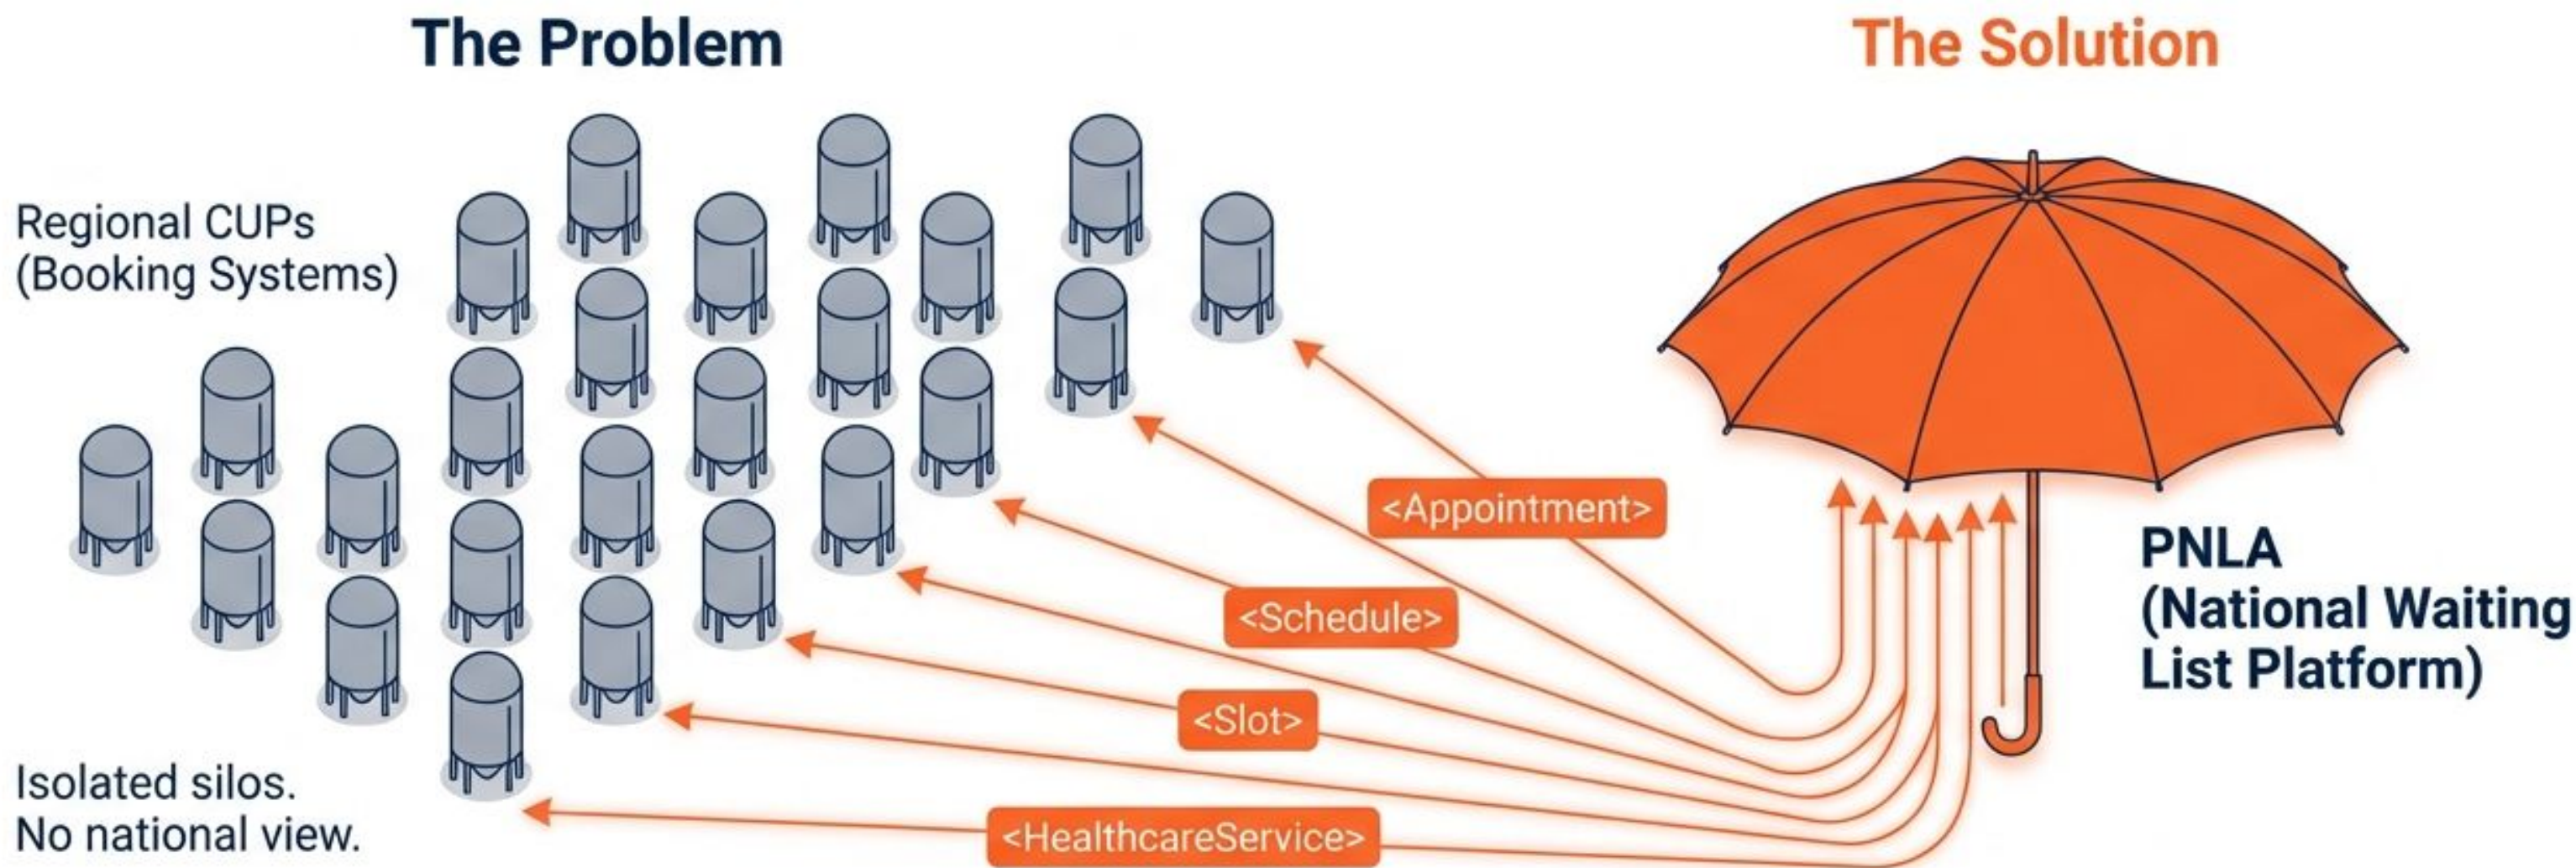 The Problem
The Solution
Regional CUPs
(Booking Systems)
<Appointment>
<Schedule>
<Slot>
<HealthcareService>
PNLA
(National Waiting
List Platform)
Isolated silos.
No national view.